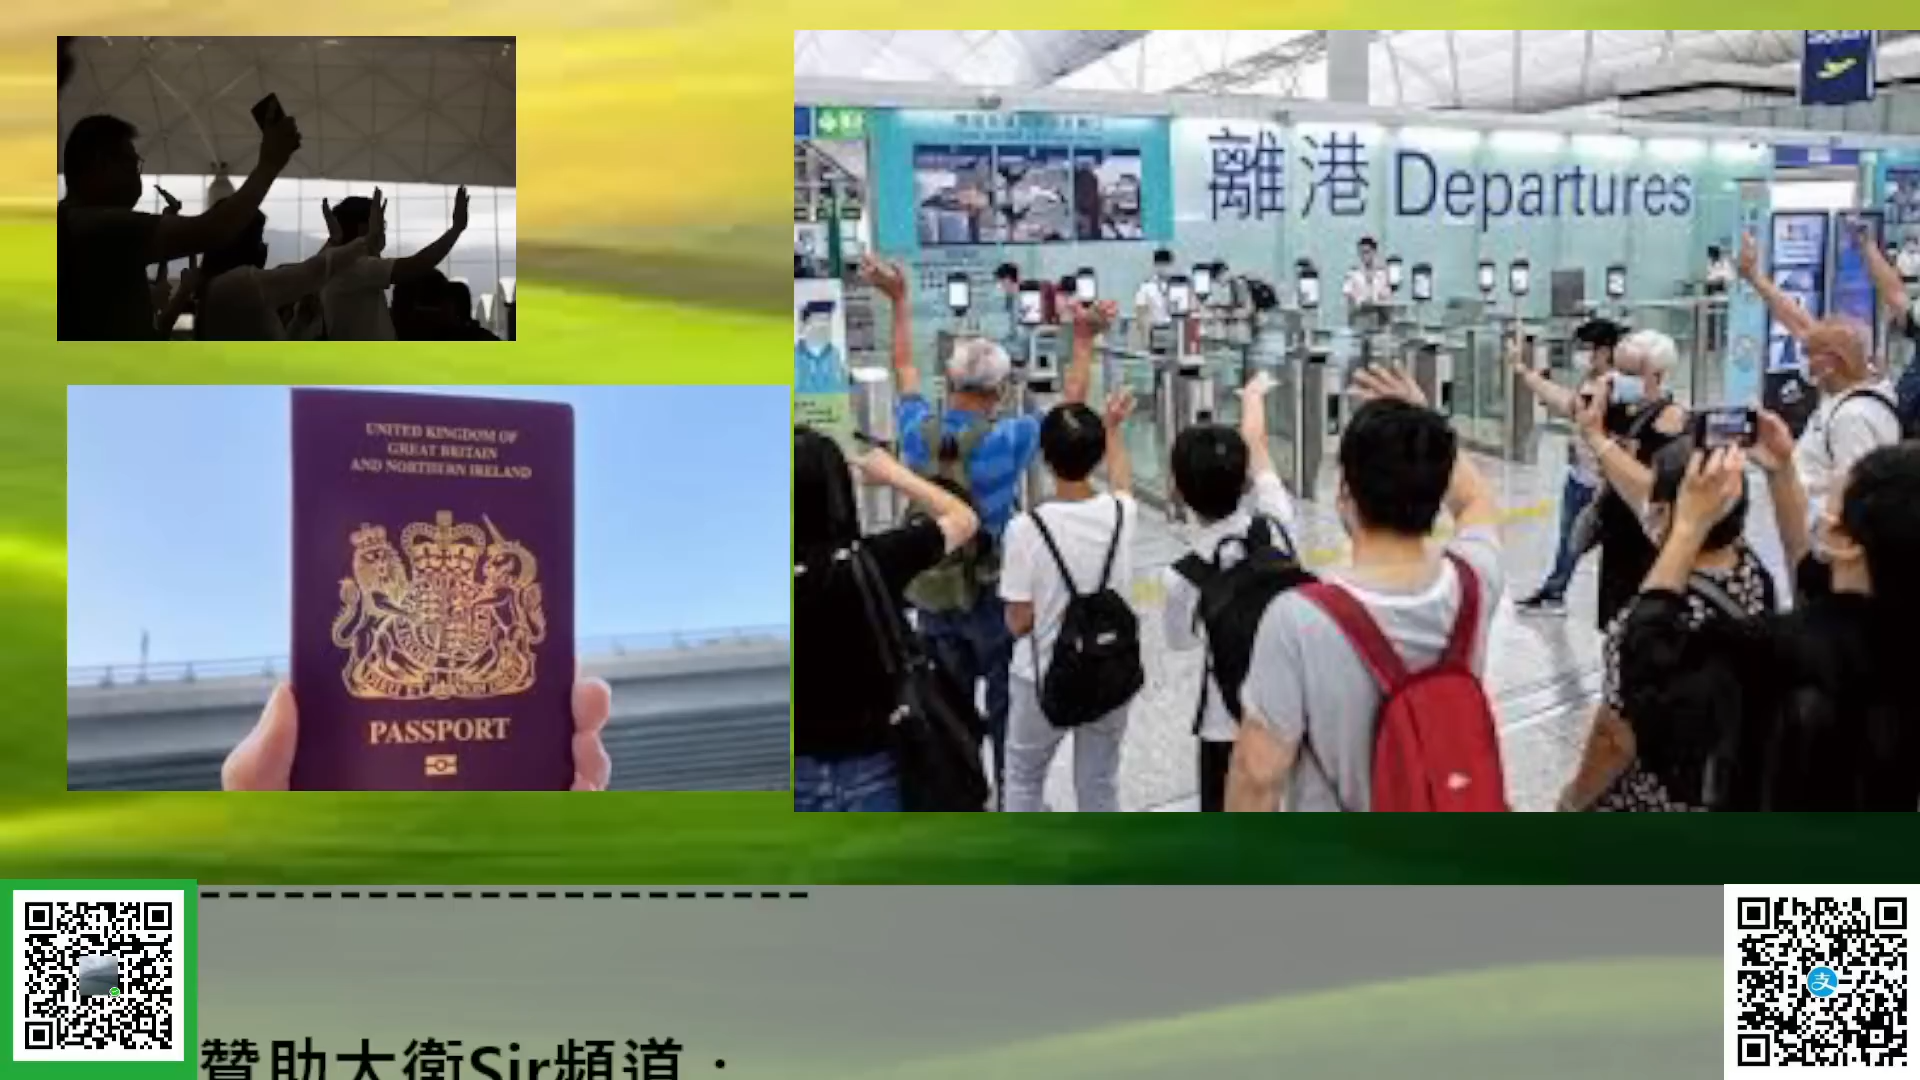 離港 Departures
UNITED KINGDOM OF
GREAT BRITAIN
AND NORTHERN IRELAND
PASSPORT
贊助大衛Sir頻道：